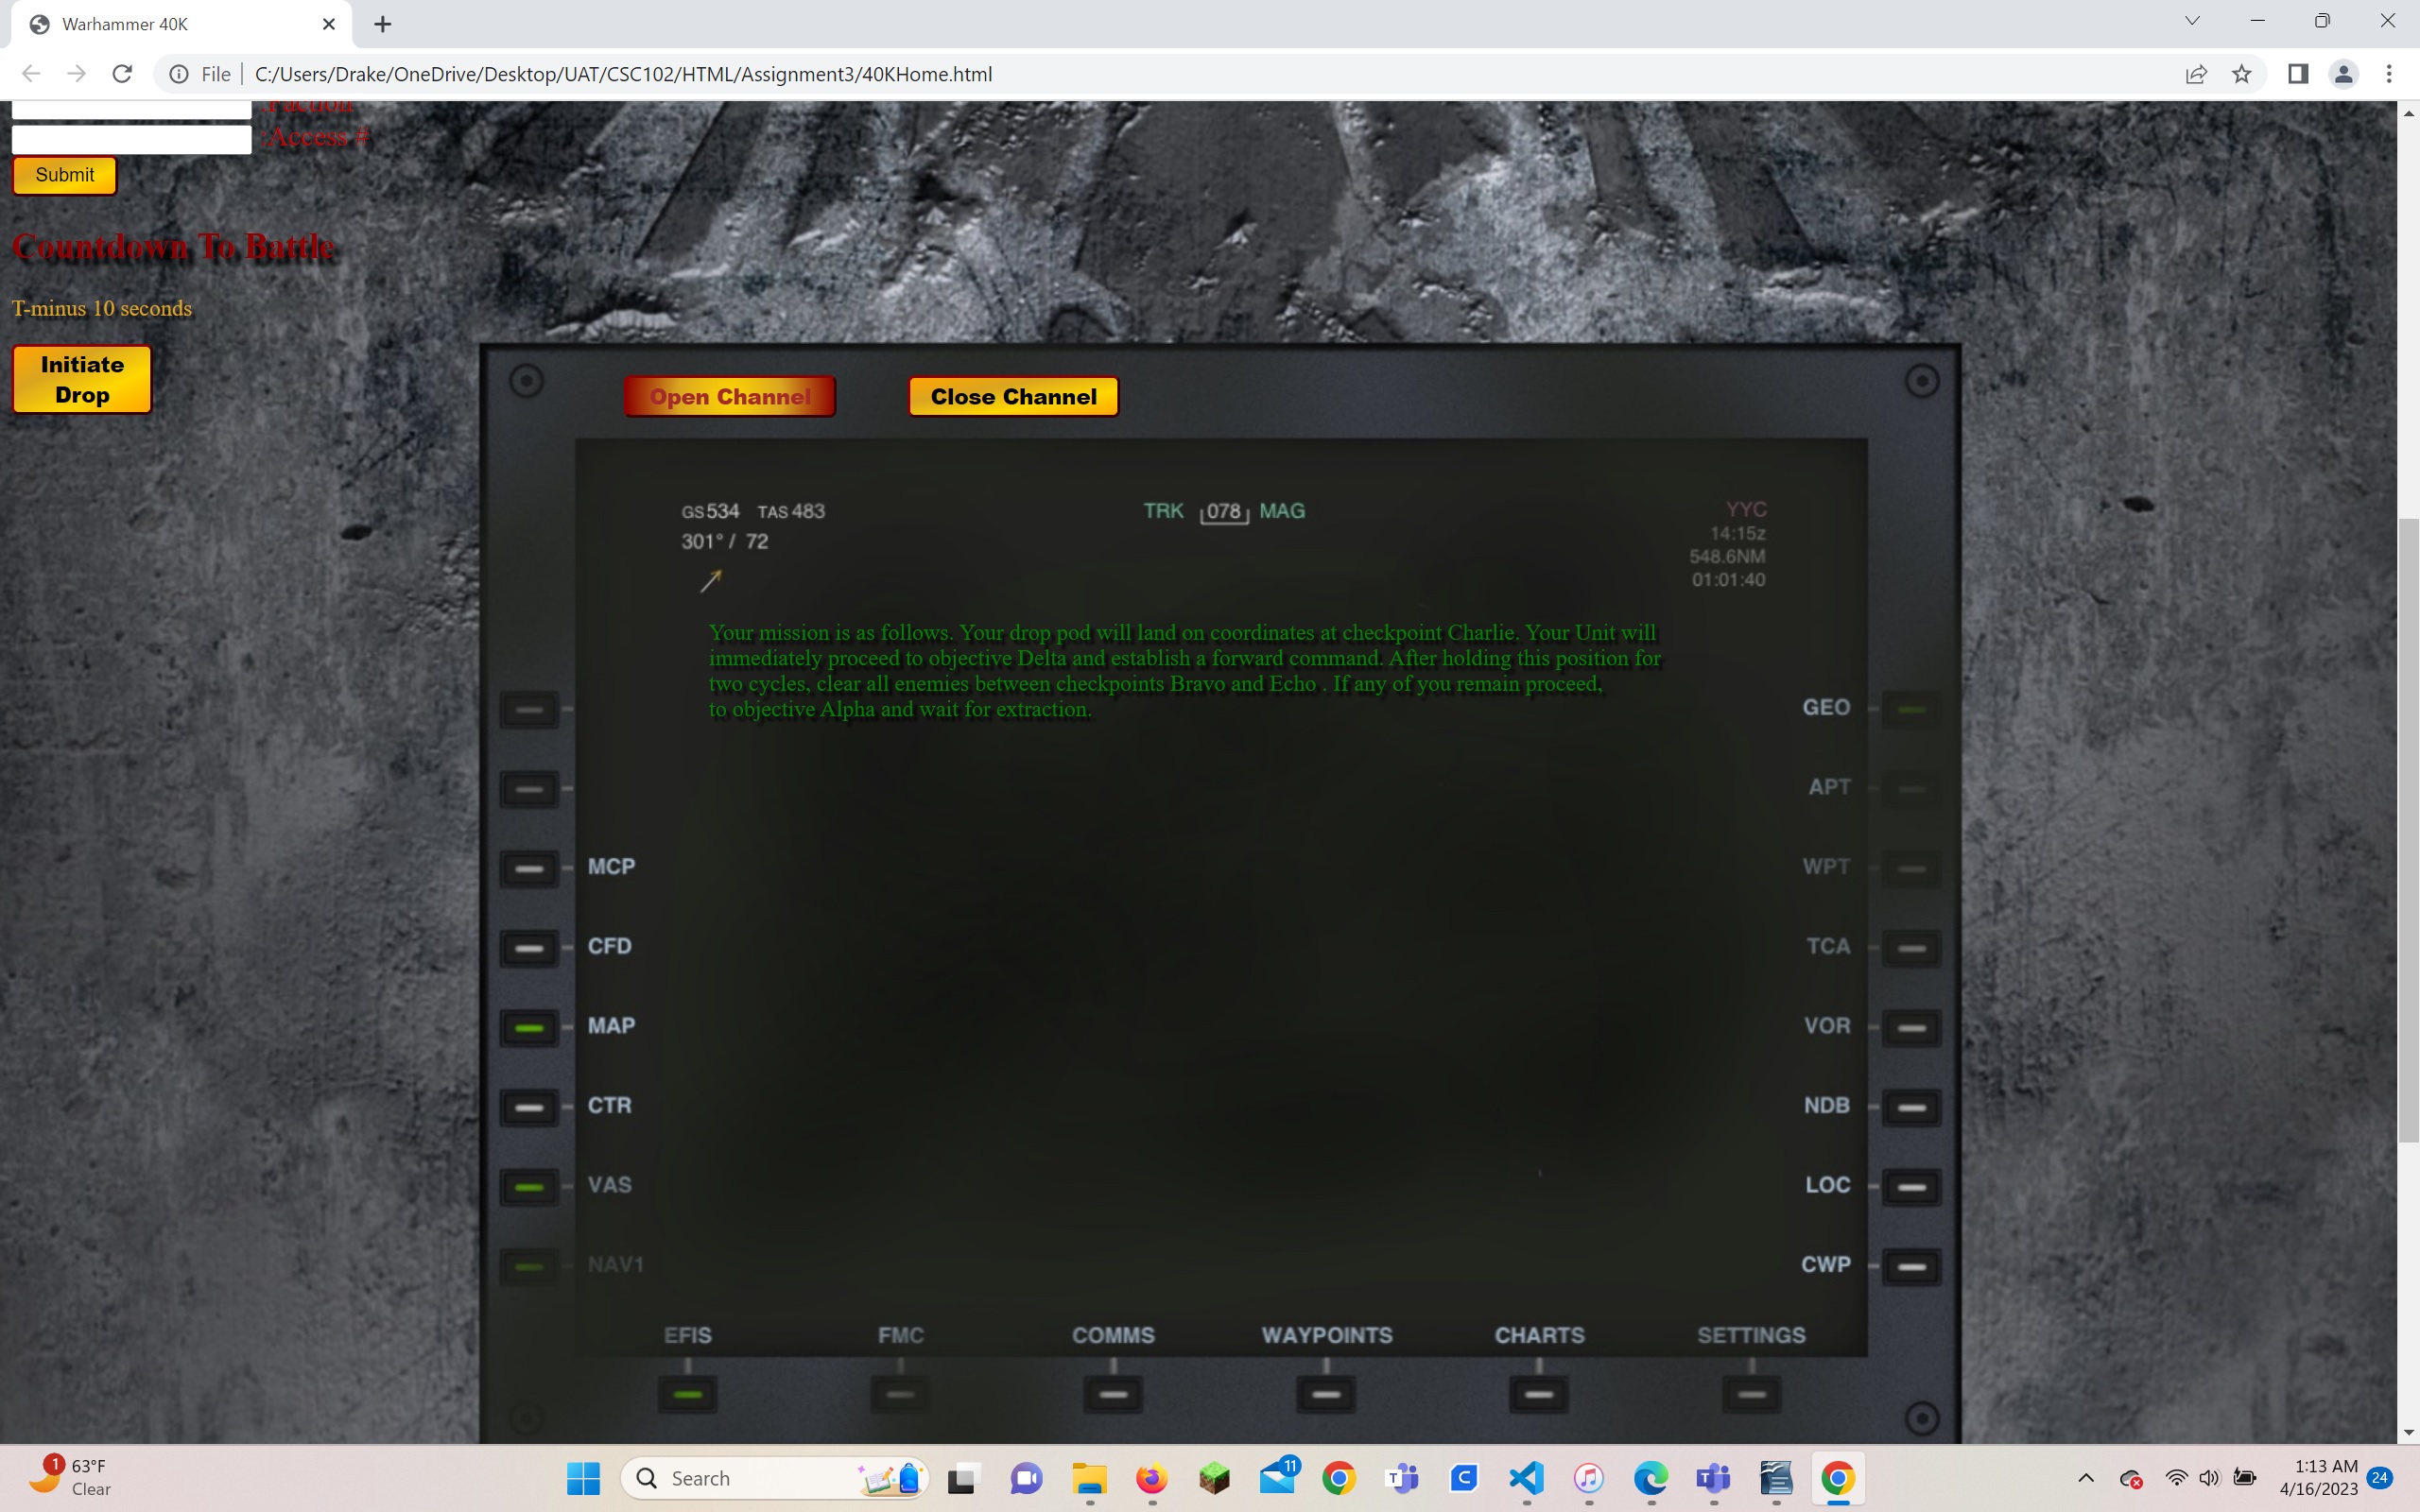 Warhammer 40K
File
C:/Users/Drake/OneDrive/Desktop/UAT/CSC102/HTML/Assignment3/40KHome.html
:Faction
:Access #
Submit
Countdown To Battle
T-minus 10 seconds
Initiate
Drop
Open Channel
Close Channel
GS 534 TAS 483
301° / 72
TRK 078 MAG
YYC
14:15z
548.6NM
01:01:40
Your mission is as follows. Your drop pod will land on coordinates at checkpoint Charlie. Your Unit will
immediately proceed to objective Delta and establish a forward command. After holding this position for
two cycles, clear all enemies between checkpoints Bravo and Echo . If any of you remain proceed,
to objective Alpha and wait for extraction.
MCP
CFD
MAP
CTR
VAS
NAV1
GEO
APT
WPT
TCA
VOR
NDB
LOC
CWP
EFIS
FMC
COMMS
WAYPOINTS
CHARTS
SETTINGS
1
63°F
Clear
Search
11
1:13 AM
4/16/2023
24